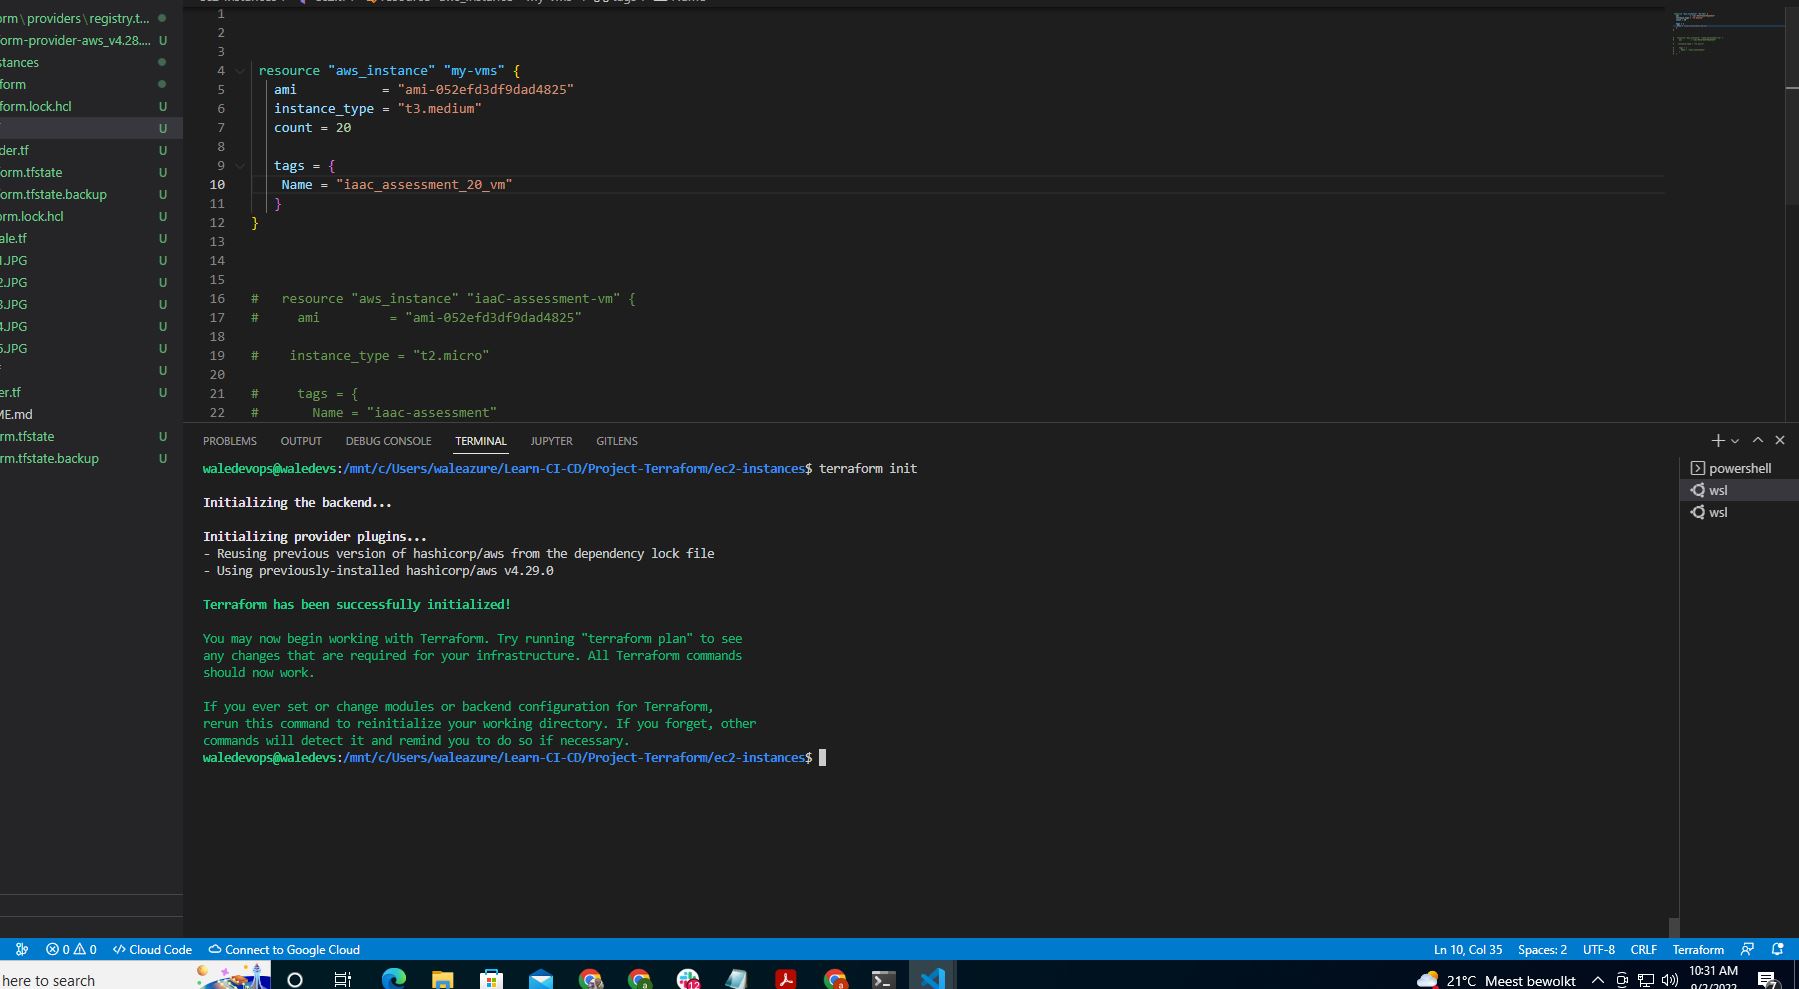 orm\providers\registry.t...
orm-provider-aws_v4.28.... U
stances
form
form.lock.hcl U
U
der.tf U
orm.tfstate U
orm.tfstate.backup U
orm.lock.hcl U
ale.tf U
1.JPG U
2.JPG U
3.JPG U
4.JPG U
5.JPG U
U
er.tf U
ME.md
rm.tfstate U
rm.tfstate.backup U
1
2
3
4 resource "aws_instance" "my-vms" {
5 ami = "ami-052efd3df9dad4825"
6 instance_type = "t3.medium"
7 count = 20
8
9 tags = {
10 Name = "iaac_assessment_20_vm"
11 }
12 }
13
14
15
16 # resource "aws_instance" "iaaC-assessment-vm" {
17 # ami = "ami-052efd3df9dad4825"
18
19 # instance_type = "t2.micro"
20
21 # tags = {
22 # Name = "iaac-assessment"
PROBLEMS OUTPUT DEBUG CONSOLE TERMINAL JUPYTER GITLENS
waledevops@waledevs:/mnt/c/Users/waleazure/Learn-CI-CD/Project-Terraform/ec2-instances$ terraform init
Initializing the backend...
Initializing provider plugins...
- Reusing previous version of hashicorp/aws from the dependency lock file
- Using previously-installed hashicorp/aws v4.29.0
Terraform has been successfully initialized!
You may now begin working with Terraform. Try running "terraform plan" to see
any changes that are required for your infrastructure. All Terraform commands
should now work.
If you ever set or change modules or backend configuration for Terraform,
rerun this command to reinitialize your working directory. If you forget, other
commands will detect it and remind you to do so if necessary.
waledevops@waledevs:/mnt/c/Users/waleazure/Learn-CI-CD/Project-Terraform/ec2-instances$
powershell
wsl
wsl
0 0 Cloud Code Connect to Google Cloud Ln 10, Col 35 Spaces: 2 UTF-8 CRLF Terraform
here to search 12 21°C Meest bewolkt 10:31 AM
9/2/2022 7